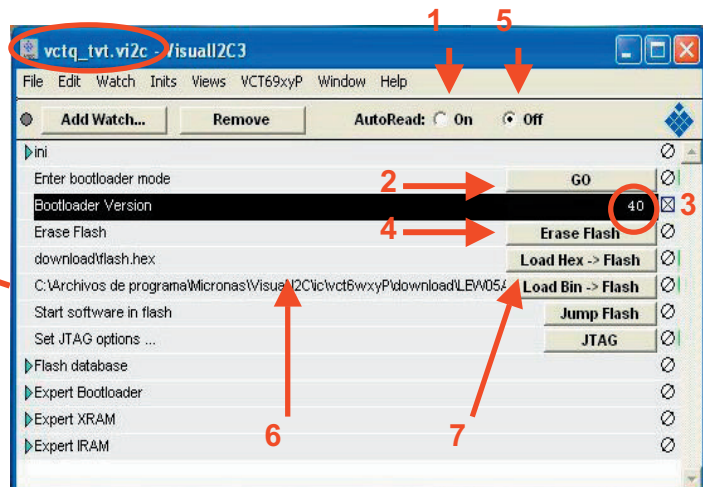 1 5
vctq_tvt.vi2c - VisualI2C3
File Edit Watch Inits Views VCT69xyP Window Help
Add Watch... Remove AutoRead: On Off
ini
Enter bootloader mode 2 GO
Bootloader Version 40 3
Erase Flash 4 Erase Flash
download\flash.hex Load Hex -> Flash
C:\Archivos de programa\Micronas\VisualI2C\ic\vct6wxyP\download\LEW05A Load Bin -> Flash
Start software in flash Jump Flash
Set JTAG options ... JTAG
Flash database
Expert Bootloader
Expert XRAM
6 7
Expert IRAM